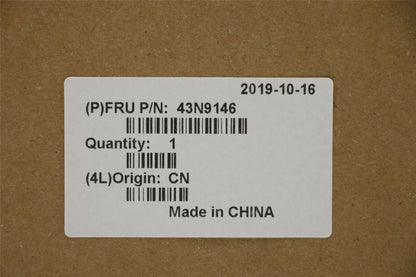 2019-10-16
(P)FRU P/N: 43N9146
Quantity: 1
(4L)Origin: CN
Made in CHINA